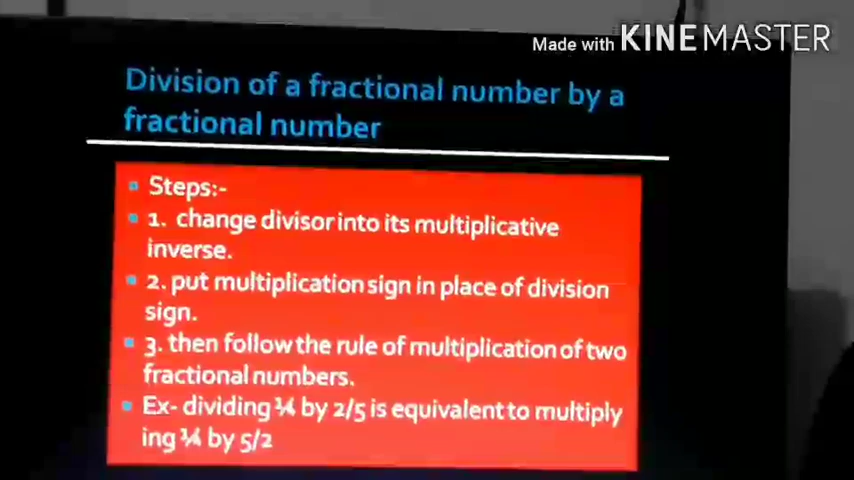 Made with KINEMASTER
Division of a fractional number by a
fractional number
Steps:-
1. change divisor into its multiplicative
inverse.
2. put multiplication sign in place of division
sign.
3. then follow the rule of multiplication of two
fractional numbers.
Ex- dividing ¼ by 2/5 is equivalent to multiply
ing ¼ by 5/2